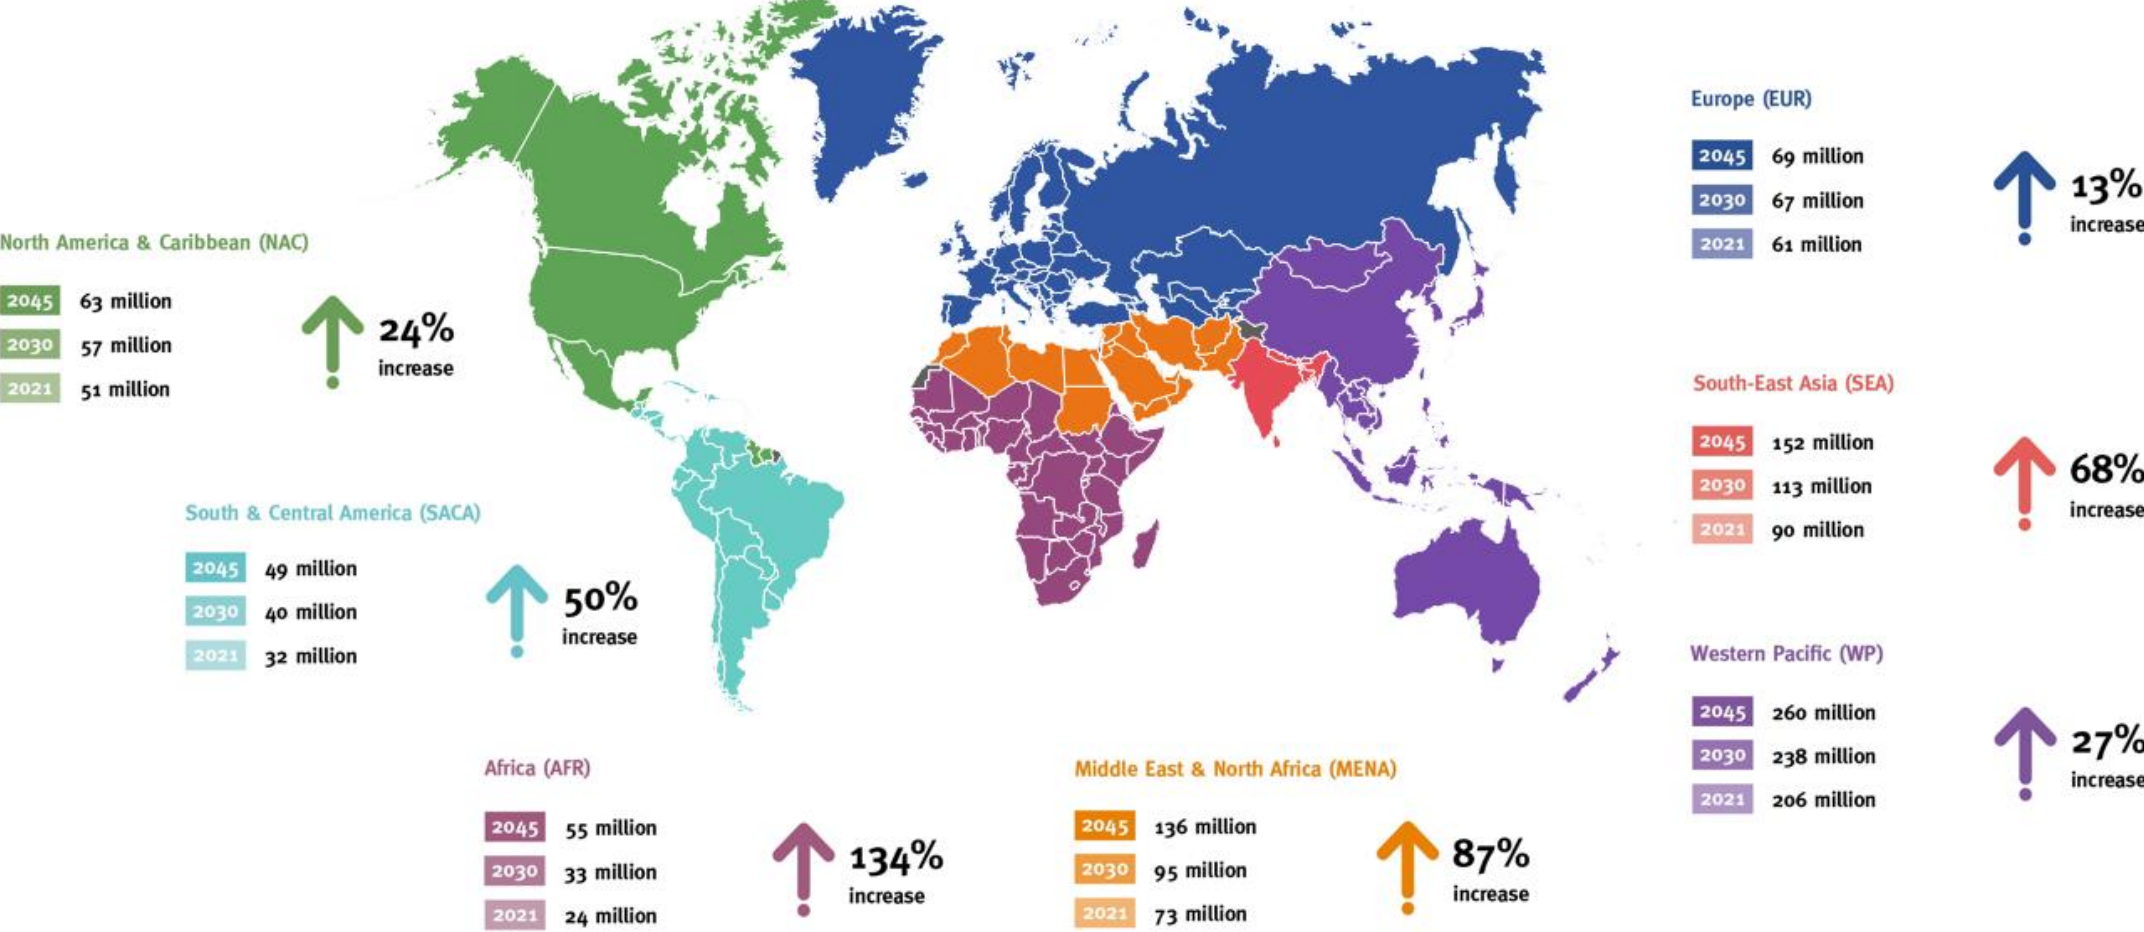 North America & Caribbean (NAC)
2045 63 million
2030 57 million
2021 51 million
24%
increase
South & Central America (SACA)
2045 49 million
2030 40 million
2021 32 million
50%
increase
Africa (AFR)
2045 55 million
2030 33 million
2021 24 million
134%
increase
Middle East & North Africa (MENA)
2045 136 million
2030 95 million
2021 73 million
87%
increase
Europe (EUR)
2045 69 million
2030 67 million
2021 61 million
13%
increase
South-East Asia (SEA)
2045 152 million
2030 113 million
2021 90 million
68%
increase
Western Pacific (WP)
2045 260 million
2030 238 million
2021 206 million
27%
increase